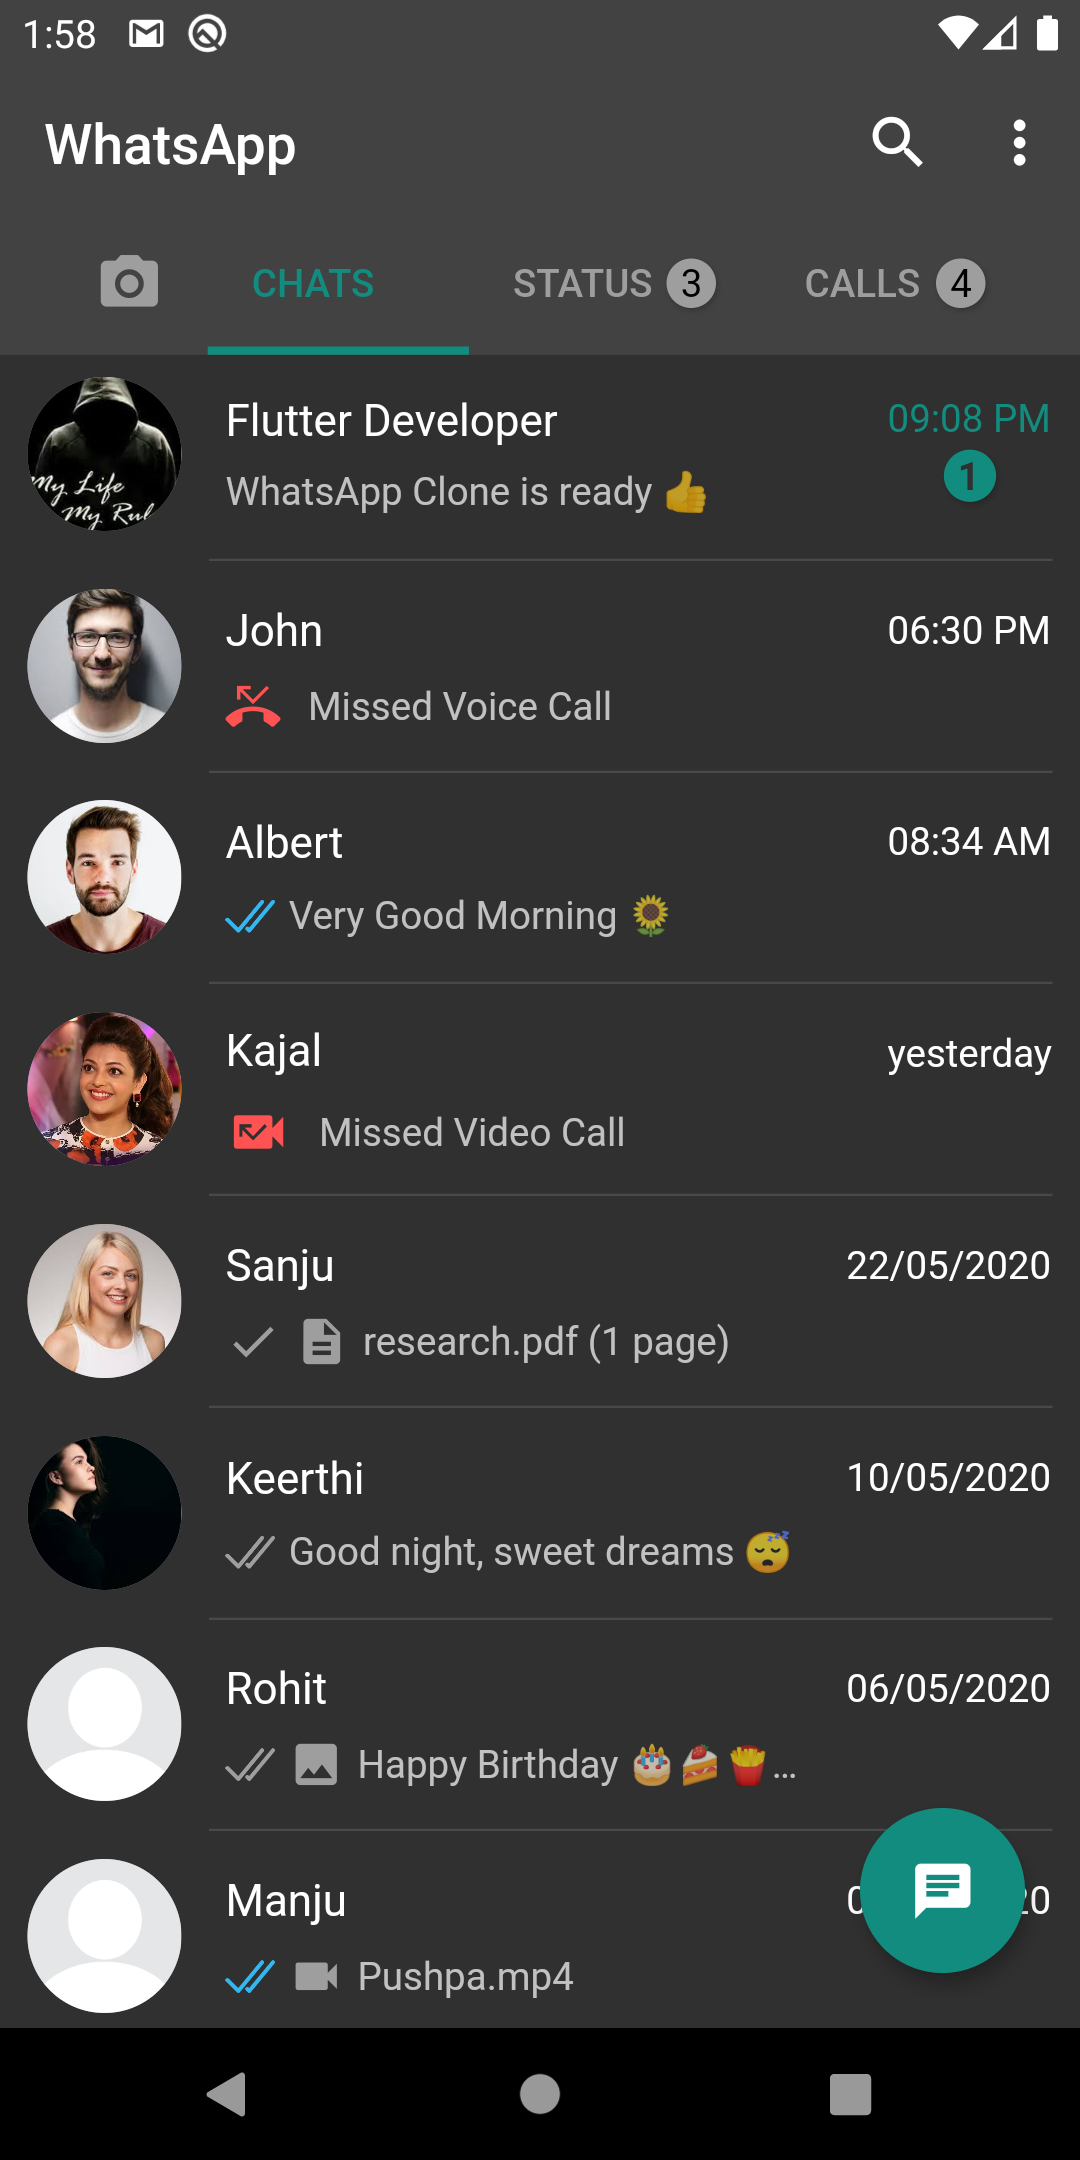 1:58
WhatsApp
CHATS STATUS 3 CALLS 4
Flutter Developer 09:08 PM
WhatsApp Clone is ready 👍 1
My Life
My Rul
John 06:30 PM
Missed Voice Call
Albert 08:34 AM
Very Good Morning 🌻
Kajal yesterday
Missed Video Call
Sanju 22/05/2020
research.pdf (1 page)
Keerthi 10/05/2020
Good night, sweet dreams 😴
Rohit 06/05/2020
Happy Birthday 🎂🍰🍟...
Manju
Pushpa.mp4